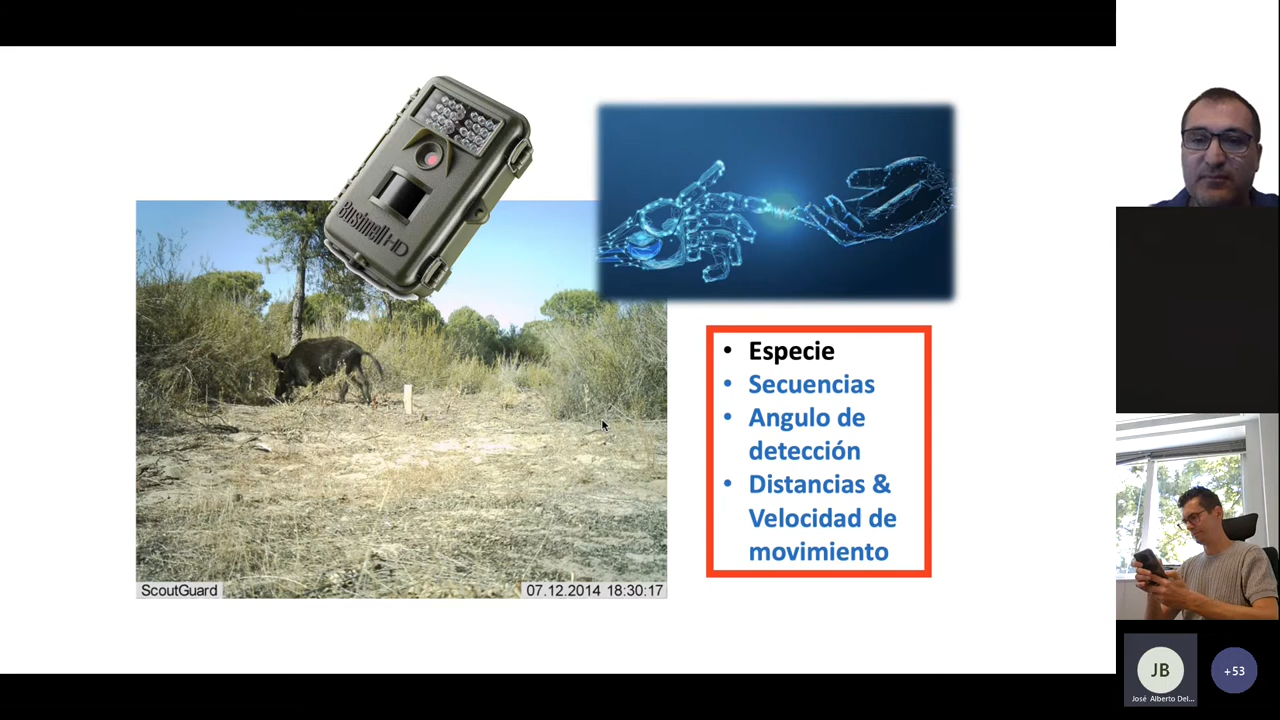 Bushnell HD
• Especie
• Secuencias
• Angulo de
detección
• Distancias &
Velocidad de
movimiento
ScoutGuard
07.12.2014 18:30:17
JB
+53
José Alberto Del...